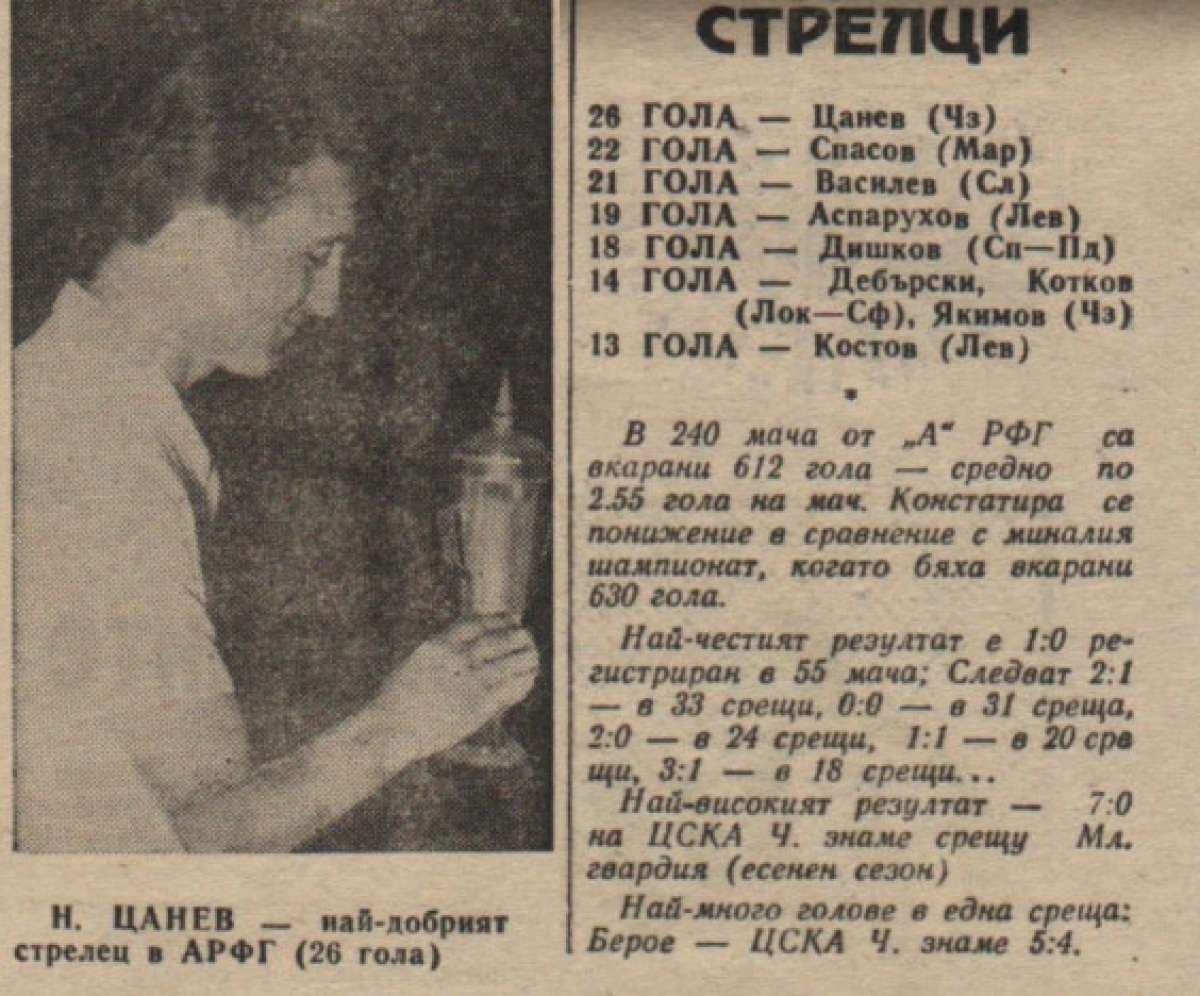 СТРЕЛЦИ
26 ГОЛА — Цанев (Чз)
22 ГОЛА — Спасов (Мар)
21 ГОЛА — Василев (Сл)
19 ГОЛА — Аспарухов (Лев)
18 ГОЛА — Дишков (Сп—Пд)
14 ГОЛА — Дебърски, Котков
(Лок—Сф), Якимов (Чз)
13 ГОЛА — Костов (Лев)
*
В 240 мача от „А“ РФГ са
вкарани 612 гола — средно по
2.55 гола на мач. Констатира се
понижение в сравнение с миналия
шампионат, когато бяха вкарани
630 гола.
Най-честият резултат е 1:0 ре-
гистриран в 55 мача; Следват 2:1
— в 33 срещи, 0:0 — в 31 среща,
2:0 — в 24 срещи, 1:1 — в 20 сре
щи, 3:1 — в 18 срещи...
Най-високият резултат — 7:0
на ЦСКА Ч. знаме срещу Мл.
гвардия (есенен сезон)
Най-много голове в една среща:
Берое — ЦСКА Ч. знаме 5:4.
Н. ЦАНЕВ — най-добрият
стрелец в АРФГ (26 гола)